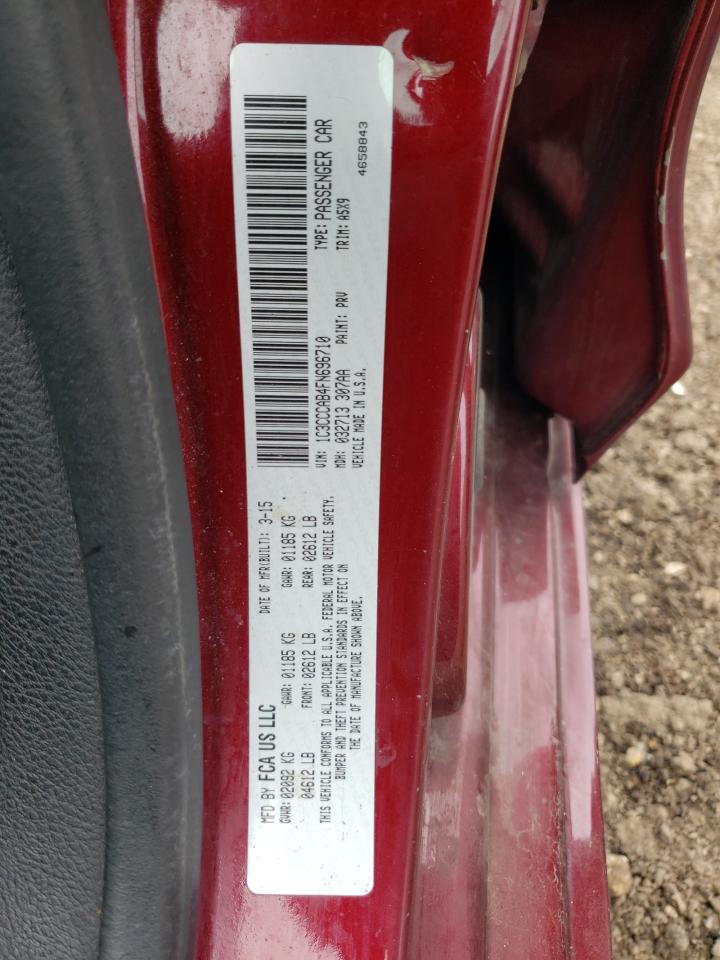 MFD BY FCA US LLC
DATE OF MFR(BUILT): 3-15
GVWR: 02092 KG GAWR: 01185 KG GAWR: 01185 KG
04612 LB FRONT: 02612 LB REAR: 02612 LB
THIS VEHICLE CONFORMS TO ALL APPLICABLE U.S.A. FEDERAL MOTOR VEHICLE SAFETY,
BUMPER AND THEFT PREVENTION STANDARDS IN EFFECT ON
THE DATE OF MANUFACTURE SHOWN ABOVE.
VIN: 1C3CCCAB4FN696710 TYPE: PASSENGER CAR
MDH: 032713 307AA PAINT: PRV TRIM: A5X9
VEHICLE MADE IN U.S.A. 4658843